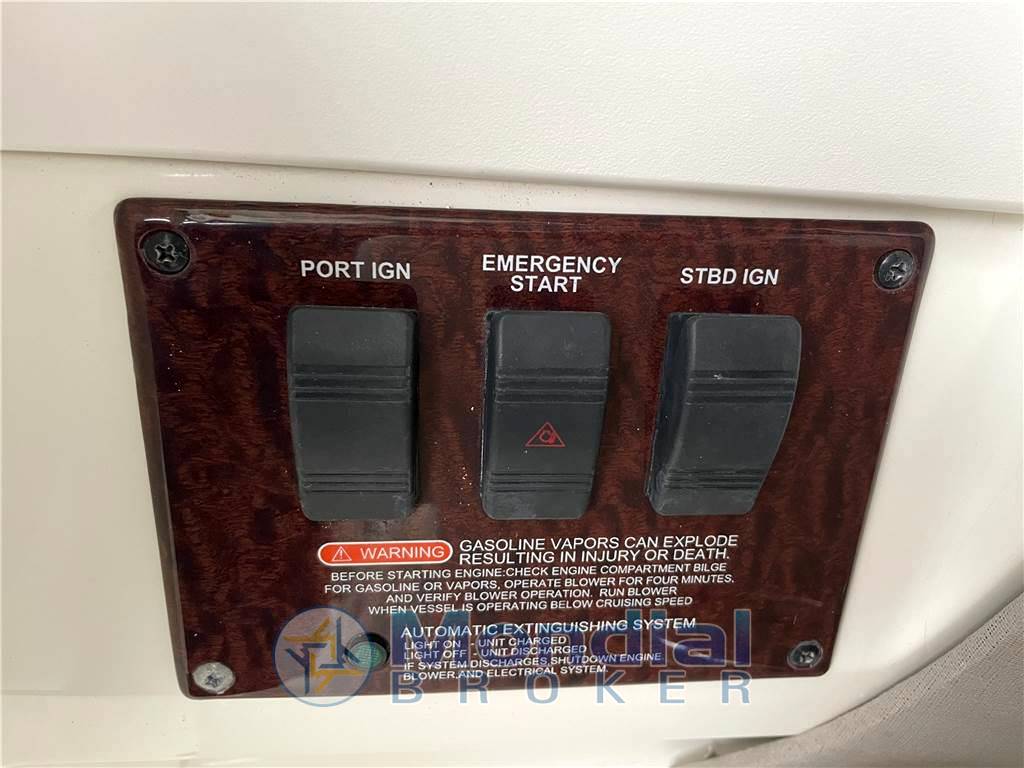 PORT IGN
EMERGENCY
START
STBD IGN
WARNING
GASOLINE VAPORS CAN EXPLODE
RESULTING IN INJURY OR DEATH.
BEFORE STARTING ENGINE:CHECK ENGINE COMPARTMENT BILGE
FOR GASOLINE OR VAPORS, OPERATE BLOWER FOR FOUR MINUTES.
AND VERIFY BLOWER OPERATION. RUN BLOWER
WHEN VESSEL IS OPERATING BELOW CRUISING SPEED
AUTOMATIC EXTINGUISHING SYSTEM
LIGHT ON - UNIT CHARGED
LIGHT OFF - UNIT DISCHARGED
IF SYSTEM DISCHARGES,SHUTDOWN ENGINE
BLOWER,AND ELECTRICAL SYSTEM
Mondial
BROKER